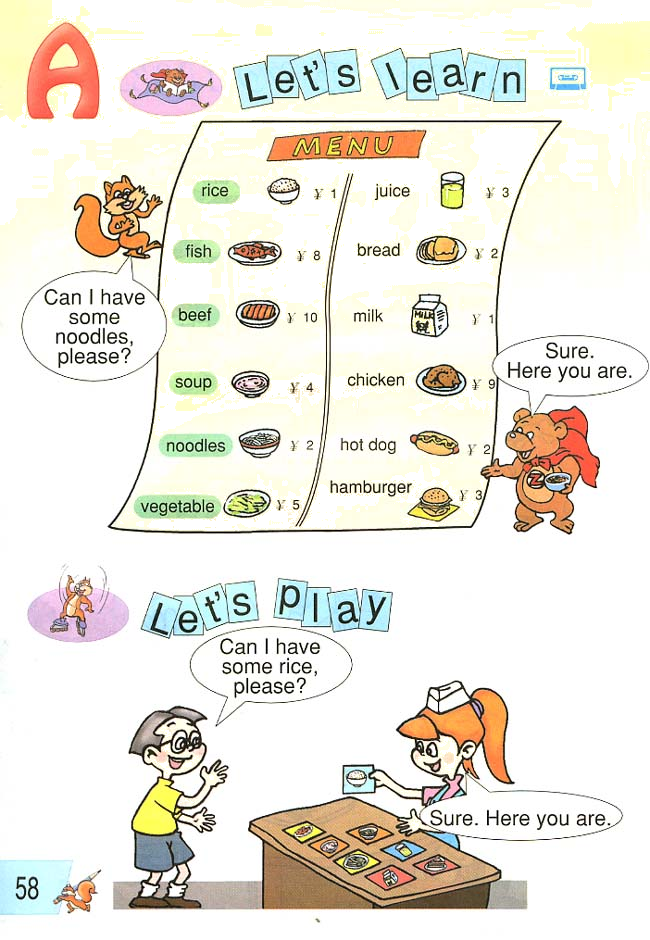 A
Let's learn
MENU
rice ¥ 1
fish ¥ 8
beef ¥ 10
soup ¥ 4
noodles ¥ 2
vegetable ¥ 5
juice ¥ 3
bread ¥ 2
milk MILK ¥ 1
chicken ¥ 9
hot dog ¥ 2
hamburger ¥ 3
Can I have
some
noodles,
please?
Sure.
Here you are.
Z
Let's play
Can I have
some rice,
please?
Sure. Here you are.
58